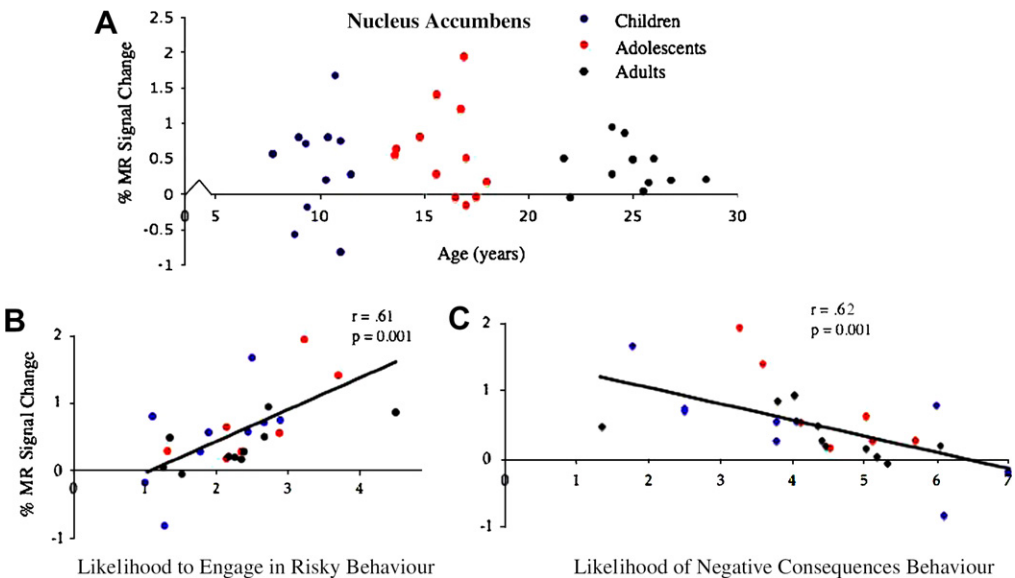 A
Nucleus Accumbens
Children
Adolescents
Adults
% MR Signal Change
2.5
2
1.5
1
0.5
0
-0.5
-1
0 5 10 15 20 25 30
Age (years)
B
r = .61
p = 0.001
% MR Signal Change
2
1
0
-1
0 1 2 3 4
Likelihood to Engage in Risky Behaviour
C
r = .62
p = 0.001
2
1
0
-1
0 1 2 3 4 5 6 7
Likelihood of Negative Consequences Behaviour